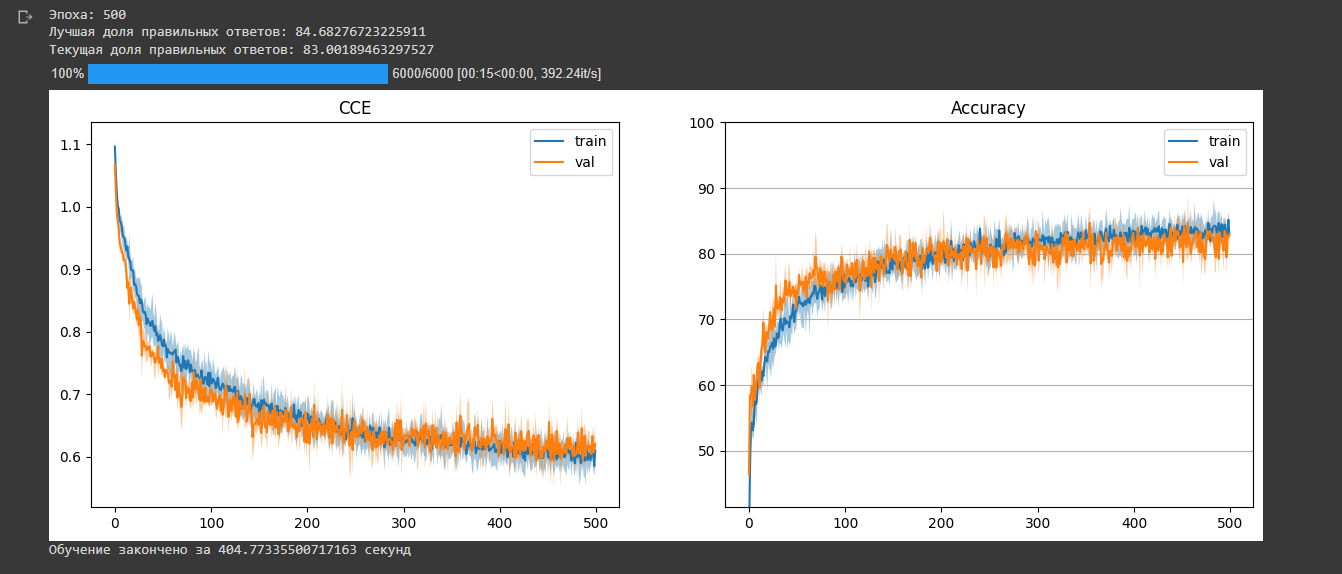 Эпоха: 500
Лучшая доля правильных ответов: 84.68276723225911
Текущая доля правильных ответов: 83.00189463297527
100% 6000/6000 [00:15<00:00, 392.24it/s]
CCE
1.1
1.0
0.9
0.8
0.7
0.6
0 100 200 300 400 500
train
val
Accuracy
100
90
80
70
60
50
0 100 200 300 400 500
train
val
Обучение закончено за 404.77335500717163 секунд